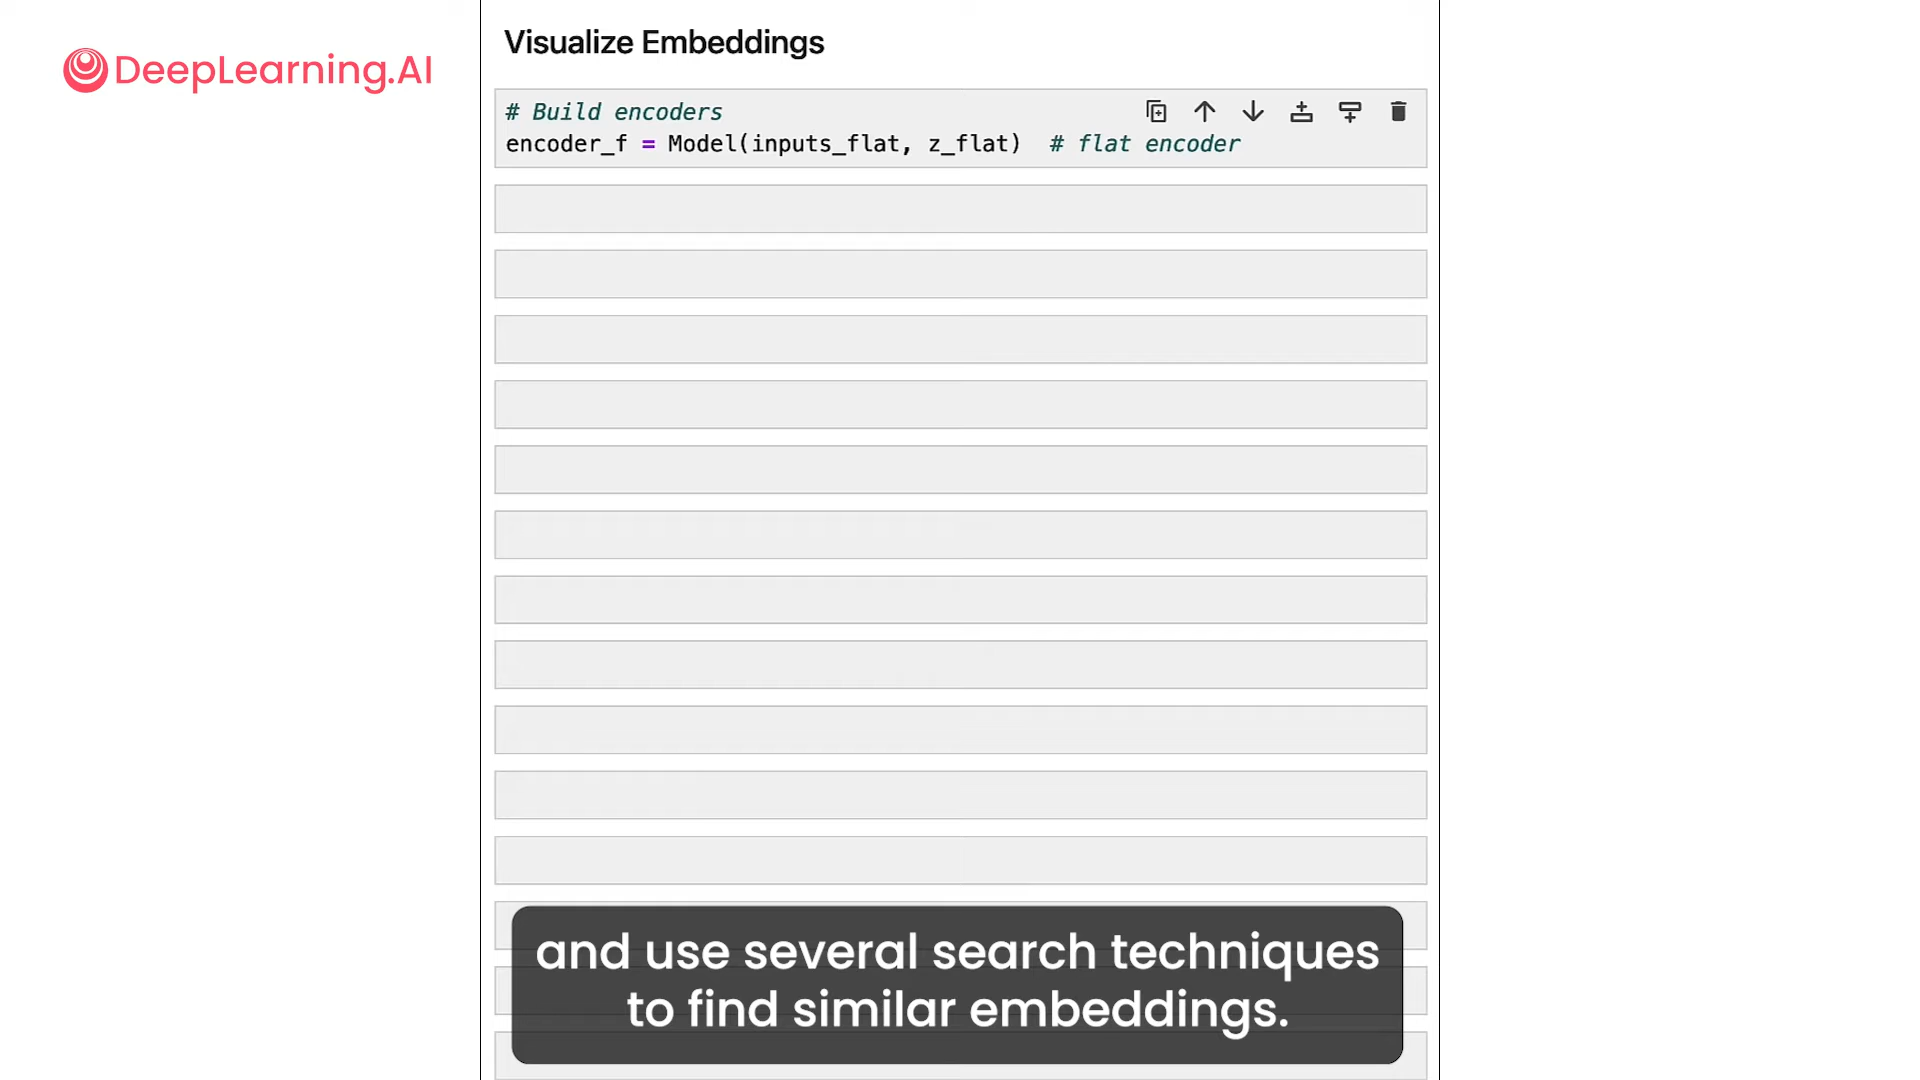 DeepLearning.AI
Visualize Embeddings
# Build encoders
encoder_f = Model(inputs_flat, z_flat)  # flat encoder
and use several search techniques
to find similar embeddings.